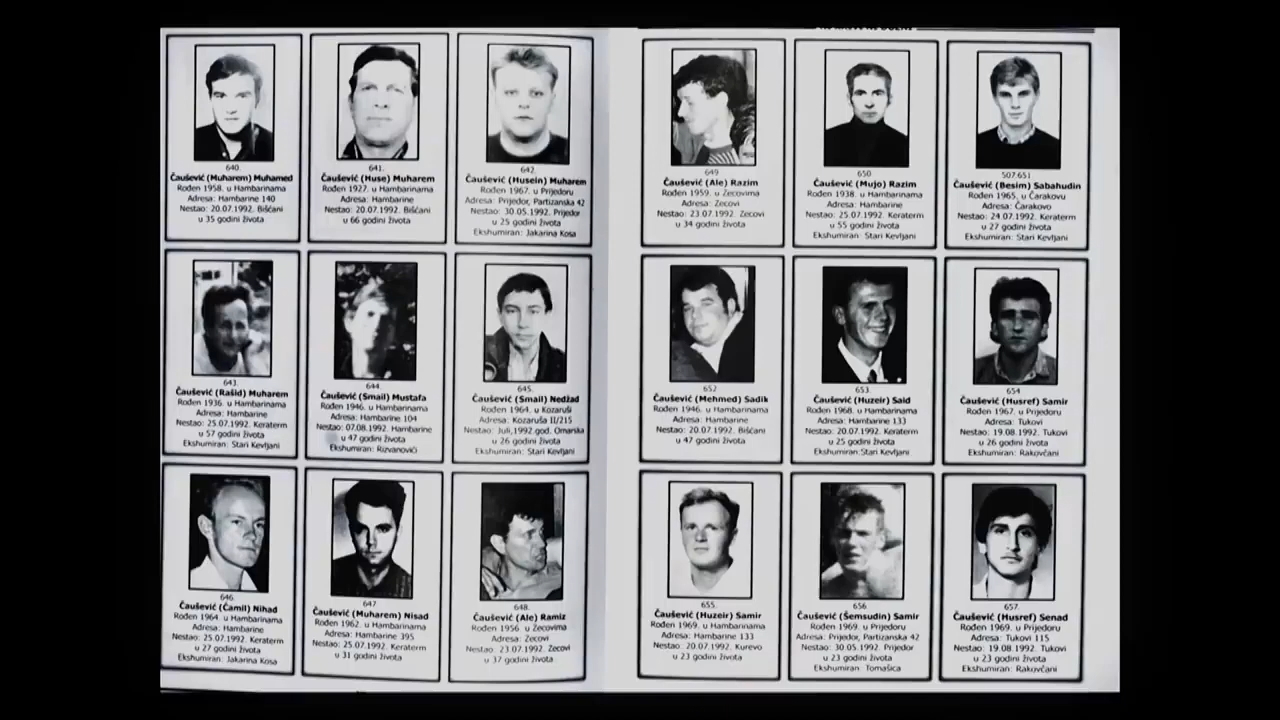 640.
Čaušević (Muharem) Muhamed
Rođen 1958. u Hambarinama
Adresa: Hambarine 140
Nestao: 20.07.1992. Bišćani
u 35 godini života
641.
Čaušević (Huse) Muharem
Rođen 1927. u Hambarinama
Adresa: Hambarine
Nestao: 20.07.1992. Bišćani
u 66 godini života
642.
Čaušević (Husein) Muharem
Rođen 1967. u Prijedoru
Adresa: Prijedor, Partizanska 42
Nestao: 30.05.1992. Prijedor
u 25 godini života
Ekshumiran: Jakarina Kosa
643.
Čaušević (Rašid) Muharem
Rođen 1936. u Hambarinama
Adresa: Hambarine
Nestao: 25.07.1992. Keraterm
u 57 godini života
Ekshumiran: Stari Kevljani
644.
Čaušević (Smail) Mustafa
Rođen 1946. u Hambarinama
Adresa: Hambarine 104
Nestao: 07.08.1992. Hambarine
u 47 godini života
Ekshumiran: Rizvanovići
645.
Čaušević (Smail) Nedžad
Rođen 1964. u Kozaruši
Adresa: Kozaruša II/215
Nestao: Juli,1992 god. Omarska
u 26 godini života
Ekshumiran: Stari Kevljani
646.
Čaušević (Ćamil) Nihad
Rođen 1964. u Hambarinama
Adresa: Hambarine
Nestao: 25.07.1992. Keraterm
u 27 godini života
Ekshumiran: Jakarina Kosa
647
Čaušević (Muharem) Nisad
Rođen 1962. u Hambarinama
Adresa: Hambarine 395
Nestao: 25.07.1992. Keraterm
u 31 godini života
648.
Čaušević (Ale) Ramiz
Rođen 1956. u Zecovima
Adresa: Zecovi
Nestao: 23.07.1992. Zecovi
u 37 godini života
649
Čaušević (Ale) Razim
Rođen 1959. u Zecovima
Adresa: Zecovi
Nestao: 23.07.1992. Zecovi
u 34 godini života
650
Čaušević (Mujo) Razim
Rođen 1938. u Hambarinama
Adresa: Hambarine
Nestao: 25.07.1992. Keraterm
u 55 godini života
Ekshumiran: Stari Kevljani
507.651
Čaušević (Besim) Sabahudin
Rođen 1965. u Čarakovu
Adresa: Čarakovo
Nestao: 24.07.1992. Keraterm
u 27 godini života
Ekshumiran: Stari Kevljani
652
Čaušević (Mehmed) Sadik
Rođen 1946. u Hambarinama
Adresa: Hambarine
Nestao: 20.07.1992. Bišćani
u 47 godini života
653.
Čaušević (Huzeir) Said
Rođen 1968. u Hambarinama
Adresa: Hambarine 133
Nestao: 20.07.1992. Keraterm
u 25 godini života
Ekshumiran:Stari Kevljani
654
Čaušević (Husref) Samir
Rođen 1967. u Prijedoru
Adresa: Tukovi
Nestao: 19.08.1992. Tukovi
u 26 godini života
Ekshumiran: Rakovčani
655.
Čaušević (Huzeir) Samir
Rođen 1969. u Hambarinama
Adresa: Hambarine 133
Nestao: 20.07.1992. Kurevo
u 23 godini života
656
Čaušević (Šemsudin) Samir
Rođen 1969. u Prijedoru
Adresa: Prijedor, Partizanska 42
Nestao: 30.05.1992. Prijedor
u 23 godini života
Ekshumiran: Tomašica
657.
Čaušević (Husref) Senad
Rođen 1969. u Prijedoru
Adresa: Tukovi 115
Nestao: 19.08.1992. Tukovi
u 23 godini života
Ekshumiran: Rakovčani